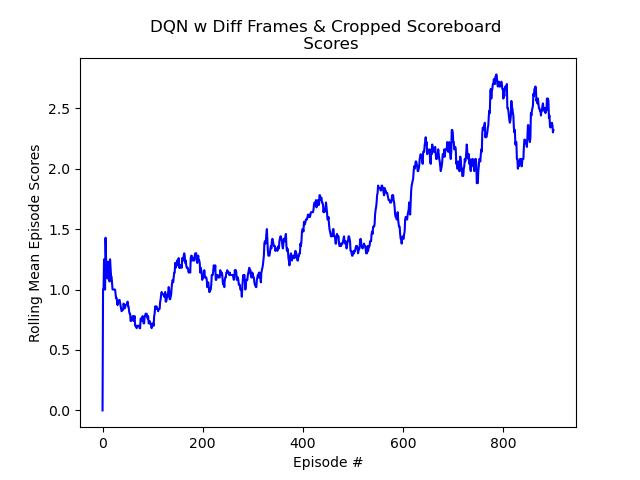 DQN w Diff Frames & Cropped Scoreboard
Scores
2.5
2.0
1.5
1.0
0.5
0.0
Rolling Mean Episode Scores
0 200 400 600 800
Episode #